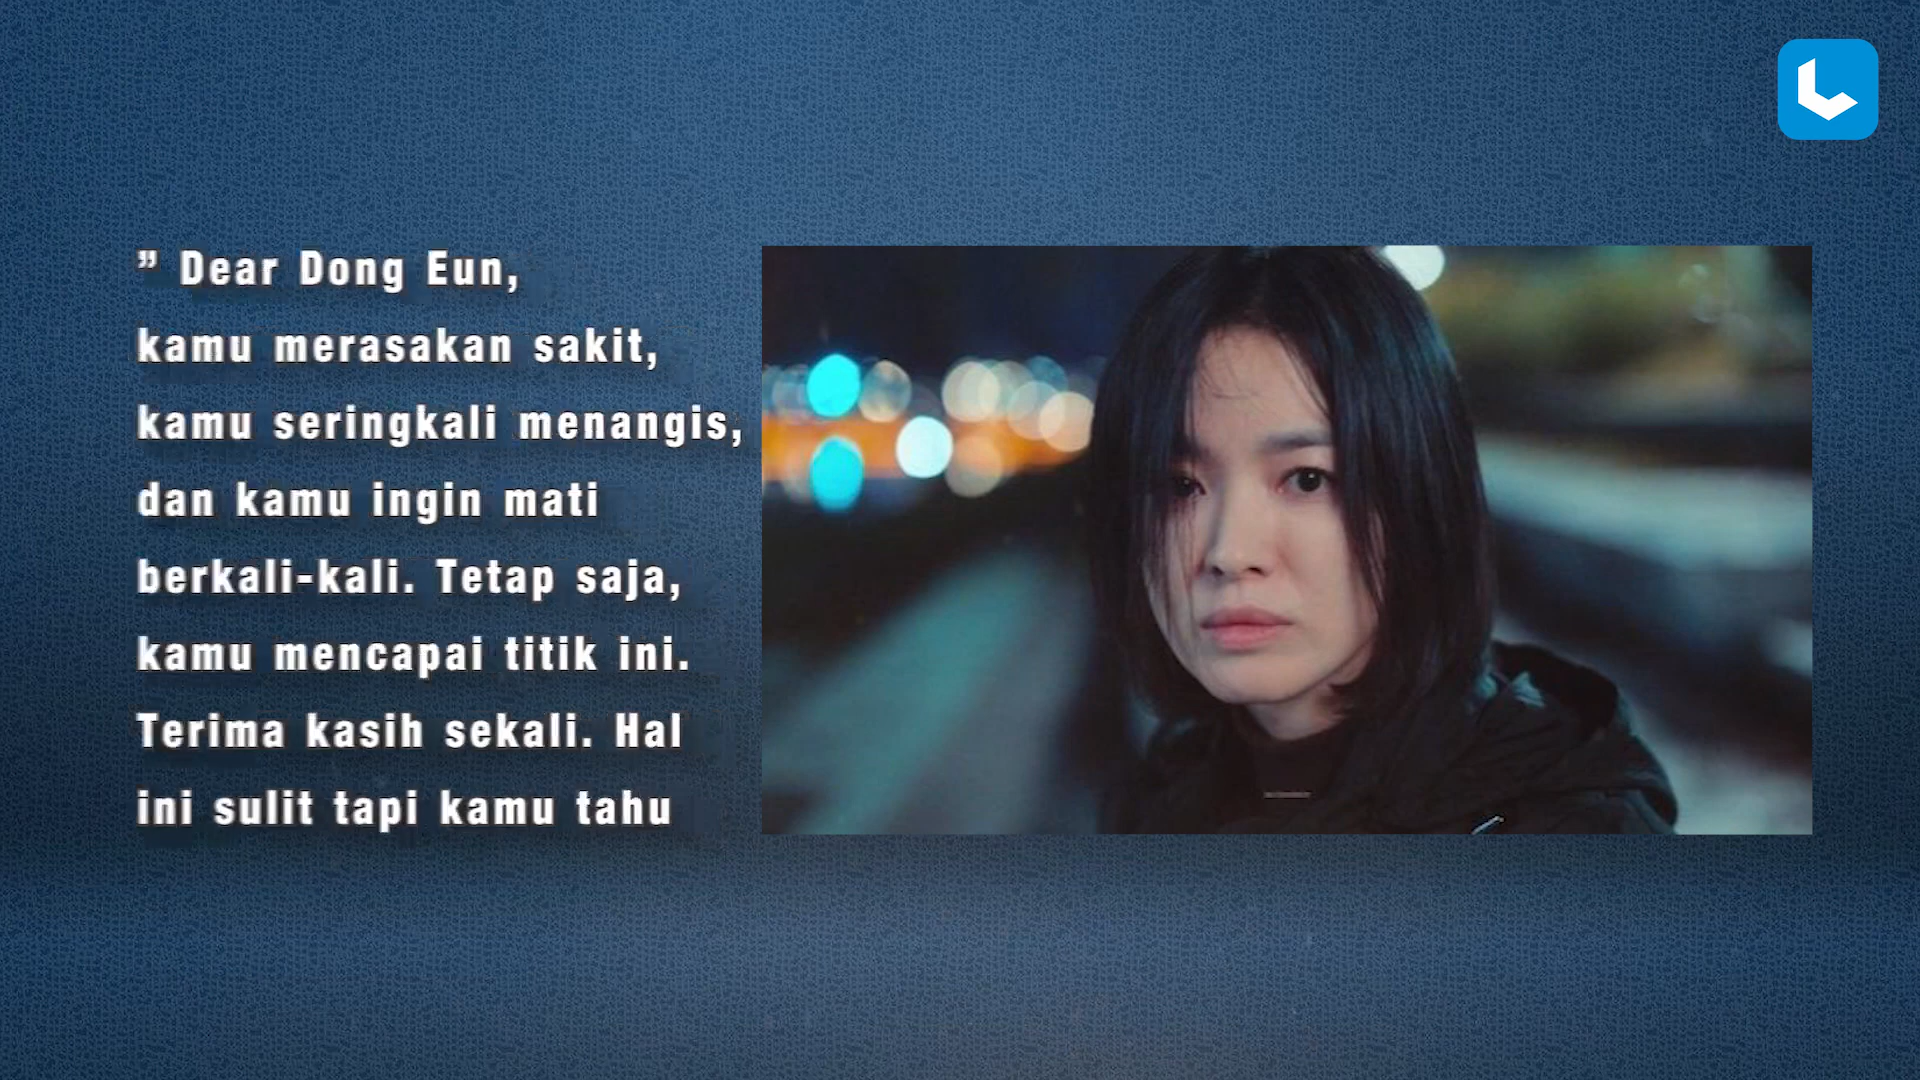 ” Dear Dong Eun,
kamu merasakan sakit,
kamu seringkali menangis,
dan kamu ingin mati
berkali-kali. Tetap saja,
kamu mencapai titik ini.
Terima kasih sekali. Hal
ini sulit tapi kamu tahu